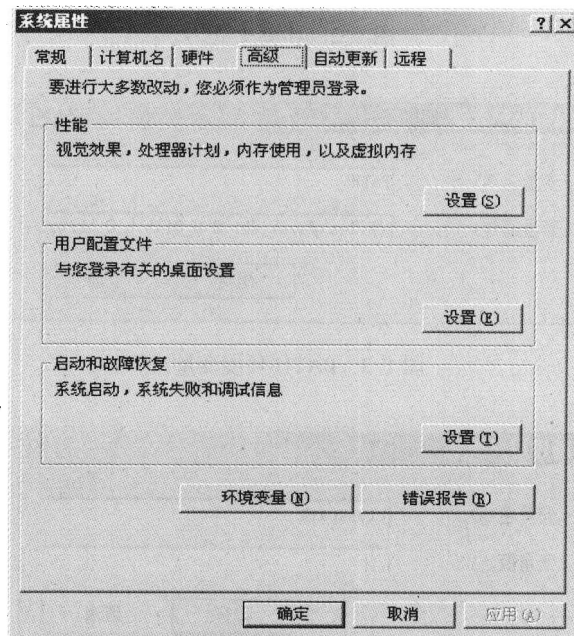 系统属性
? x
常规 计算机名 硬件 高级 自动更新 远程
要进行大多数改动，您必须作为管理员登录。
性能
视觉效果，处理器计划，内存使用，以及虚拟内存
设置(S)
用户配置文件
与您登录有关的桌面设置
设置(E)
启动和故障恢复
系统启动，系统失败和调试信息
设置(T)
环境变量(N) 错误报告(R)
确定 取消 应用(A)